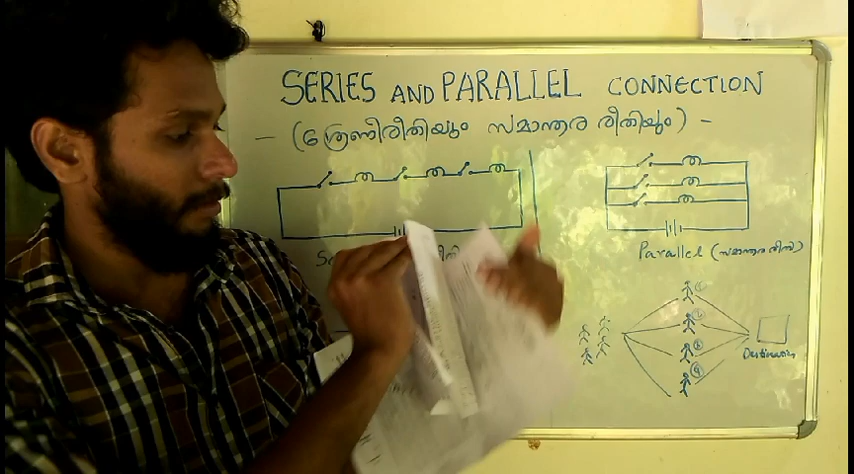 SERIES AND PARALLEL CONNECTION
- (ശ്രേണീരീതിയും സമാന്തര രീതിയും) -
Parallel (സമാന്തര രീതി)
Destination